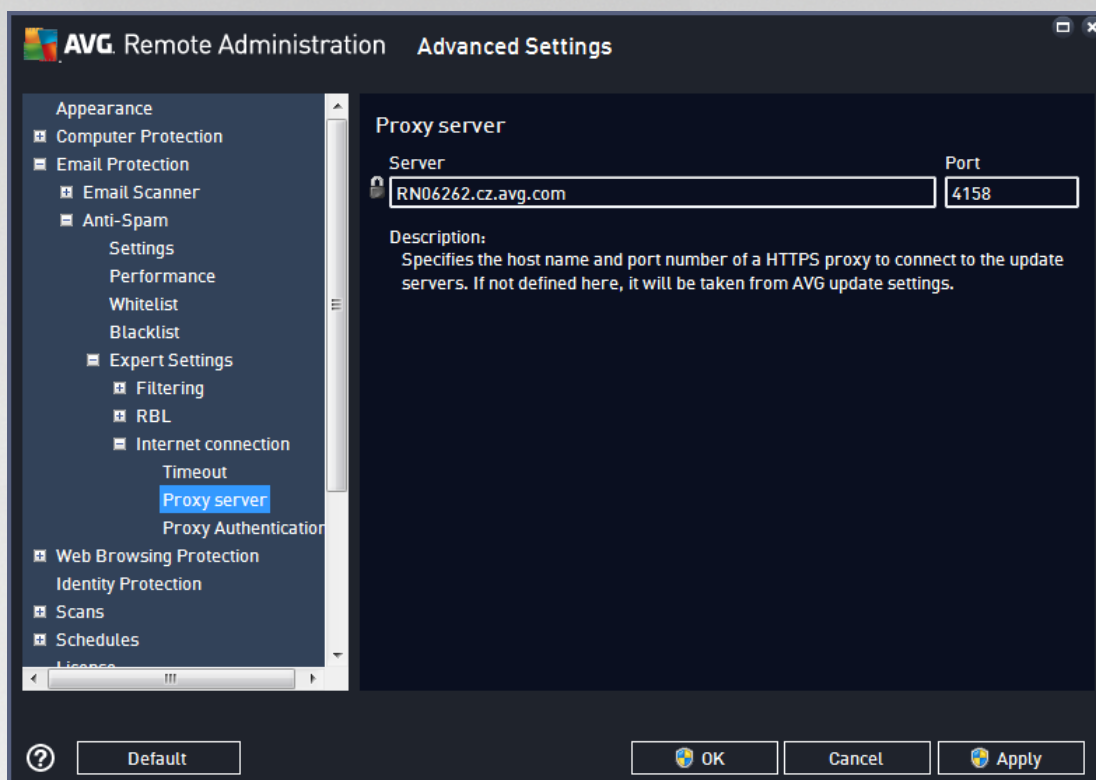 AVG. Remote Administration Advanced Settings
Appearance
Computer Protection
Email Protection
Email Scanner
Anti-Spam
Settings
Performance
Whitelist
Blacklist
Expert Settings
Filtering
RBL
Internet connection
Timeout
Proxy server
Proxy Authentication
Web Browsing Protection
Identity Protection
Scans
Schedules
License
Proxy server
Server Port
RN06262.cz.avg.com 4158
Description:
Specifies the host name and port number of a HTTPS proxy to connect to the update
servers. If not defined here, it will be taken from AVG update settings.
Default OK Cancel Apply